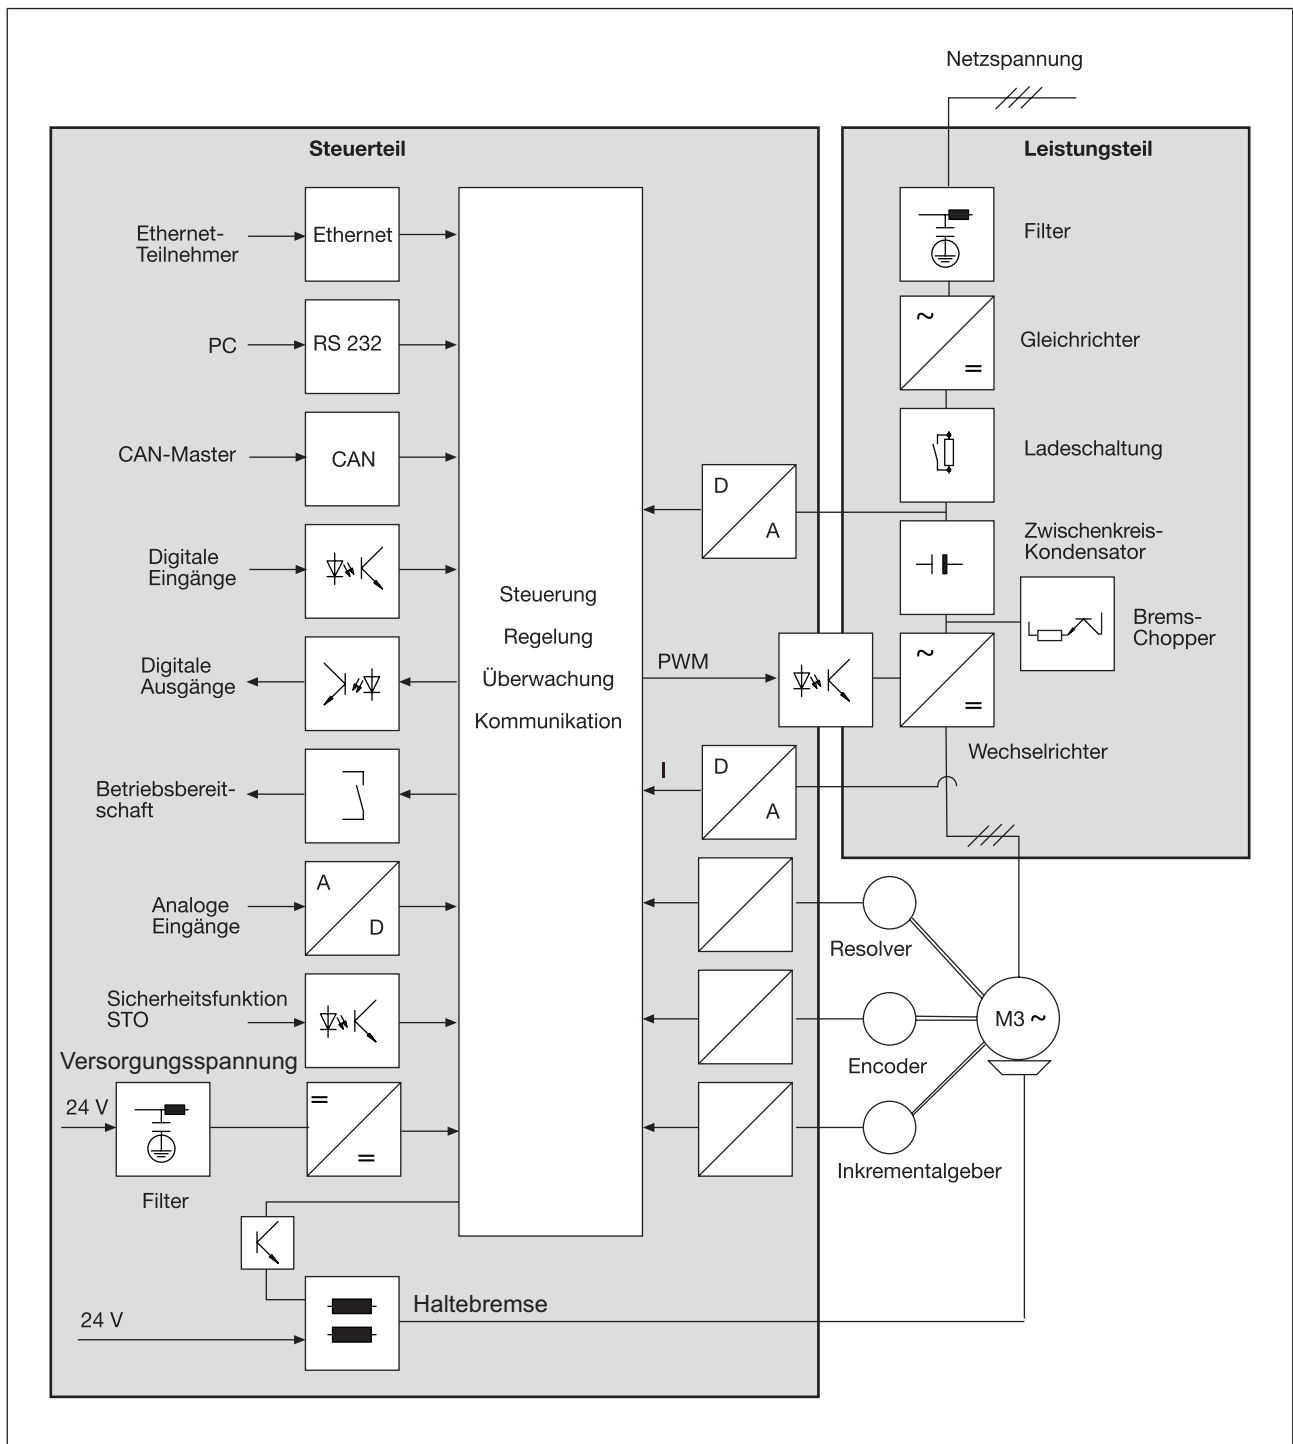 Netzspannung
Steuerteil
Leistungsteil
Ethernet-
Teilnehmer
Ethernet
Filter
~
=
Gleichrichter
PC
RS 232
CAN-Master
CAN
Ladeschaltung
D
A
Zwischenkreis-
Kondensator
Digitale
Eingänge
Steuerung
Regelung
Überwachung
Kommunikation
Brems-
Chopper
Digitale
Ausgänge
PWM
~
=
Wechselrichter
Betriebsbereit-
schaft
I
D
A
Analoge
Eingänge
A
D
Resolver
Sicherheitsfunktion
STO
M3 ~
Encoder
Versorgungsspannung
24 V
=
=
Filter
Inkrementalgeber
Haltebremse
24 V